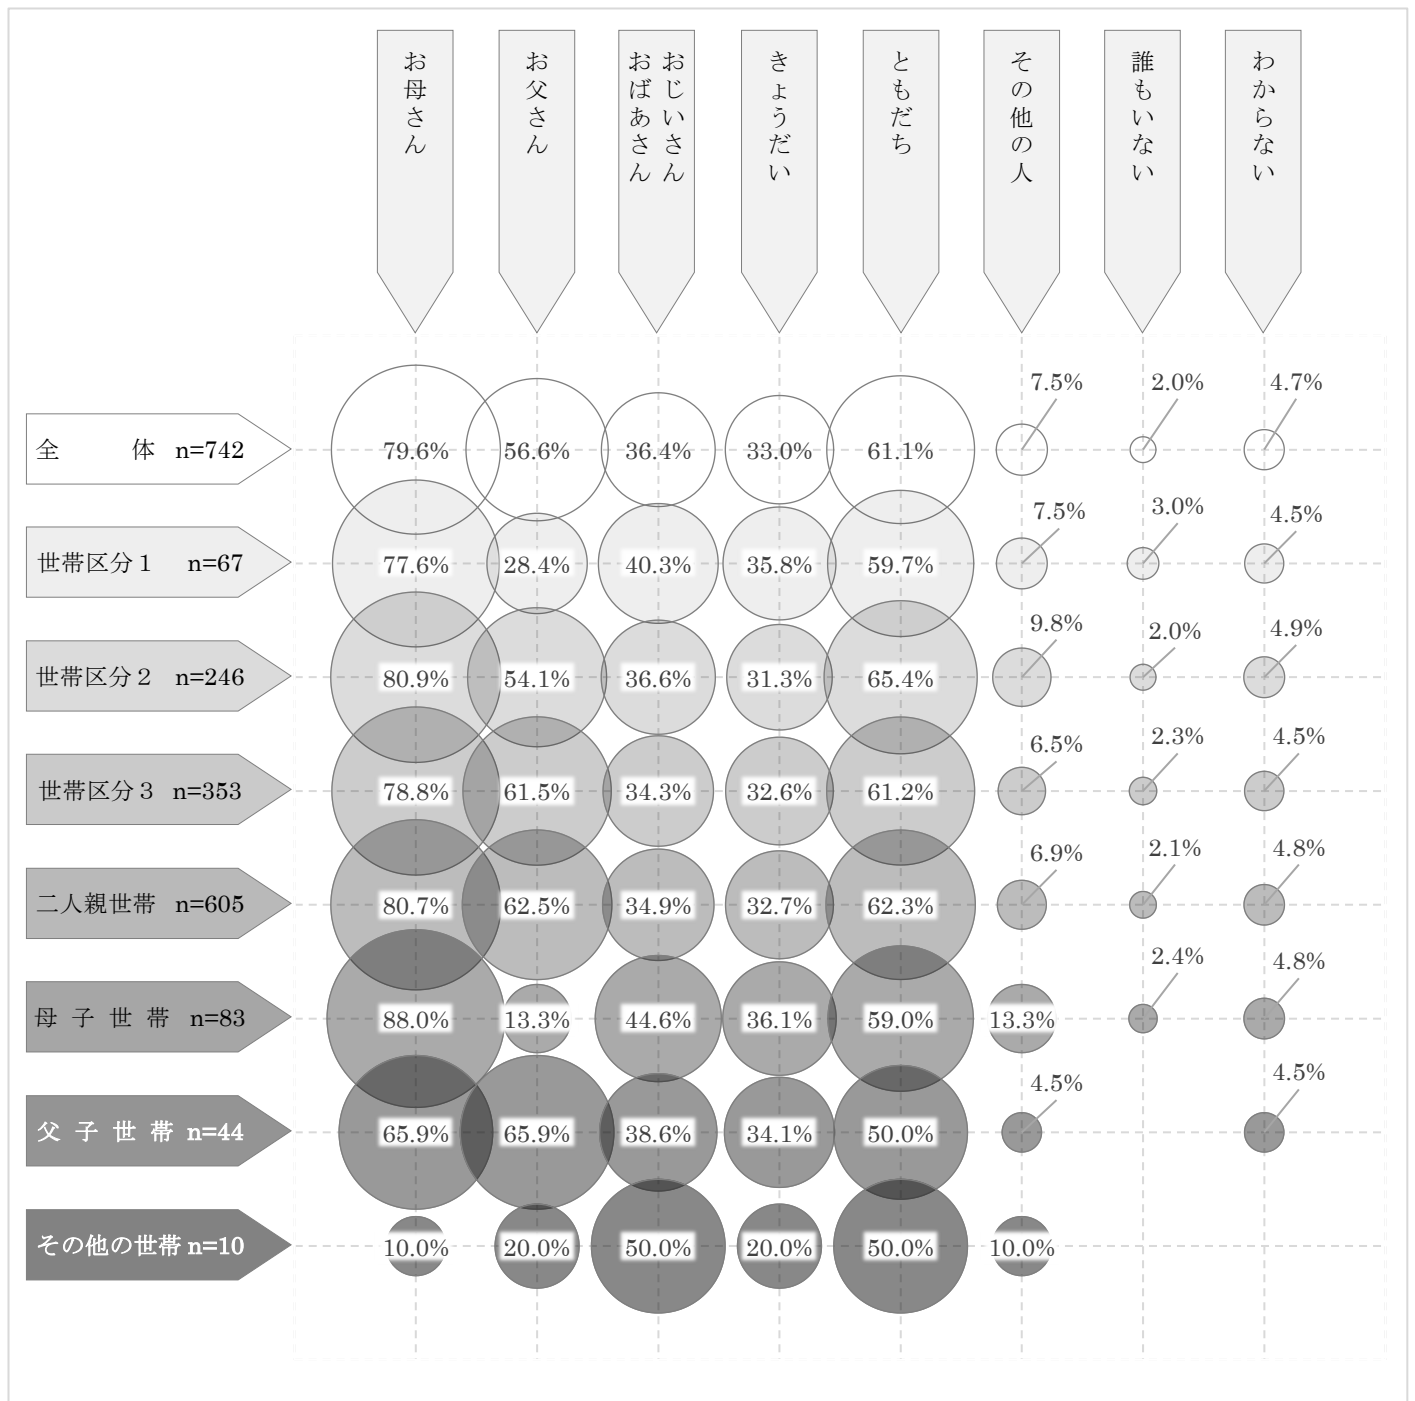 お母さん
お父さん
おじいさん
おばあさん
きょうだい
ともだち
その他の人
誰もいない
わからない
全 体 n=742
79.6% 56.6% 36.4% 33.0% 61.1% 7.5% 2.0% 4.7%
世帯区分１ n=67
77.6% 28.4% 40.3% 35.8% 59.7% 7.5% 3.0% 4.5%
世帯区分２ n=246
80.9% 54.1% 36.6% 31.3% 65.4% 9.8% 2.0% 4.9%
世帯区分３ n=353
78.8% 61.5% 34.3% 32.6% 61.2% 6.5% 2.3% 4.5%
二人親世帯 n=605
80.7% 62.5% 34.9% 32.7% 62.3% 6.9% 2.1% 4.8%
母 子 世 帯 n=83
88.0% 13.3% 44.6% 36.1% 59.0% 13.3% 2.4% 4.8%
父 子 世 帯 n=44
65.9% 65.9% 38.6% 34.1% 50.0% 4.5% 4.5%
その他の世帯 n=10
10.0% 20.0% 50.0% 20.0% 50.0% 10.0%